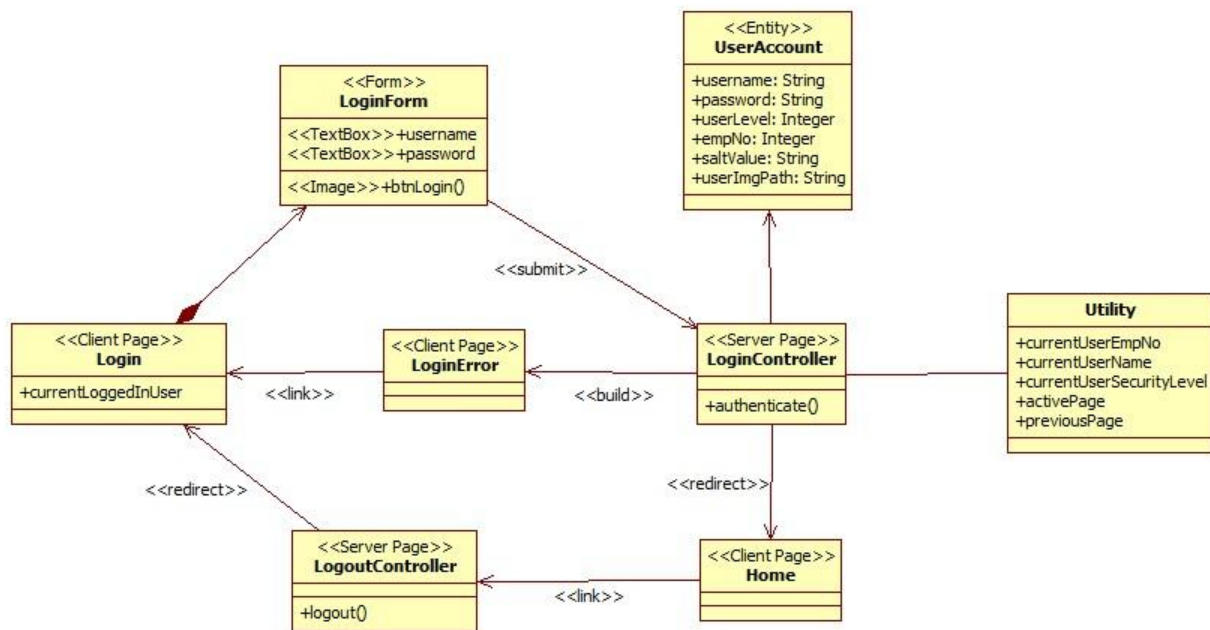 <<Entity>>
UserAccount
+username: String
+password: String
+userLevel: Integer
+empNo: Integer
+saltValue: String
+userImgPath: String
<<Form>>
LoginForm
<<TextBox>>+username
<<TextBox>>+password
<<Image>>+btnLogin()
<<submit>>
<<Client Page>>
Login
+currentLoggedInUser
<<link>>
<<Client Page>>
LoginError
<<build>>
<<Server Page>>
LoginController
+authenticate()
Utility
+currentUserEmpNo
+currentUserName
+currentUserSecurityLevel
+activePage
+previousPage
<<redirect>>
<<redirect>>
<<Server Page>>
LogoutController
+logout()
<<link>>
<<Client Page>>
Home